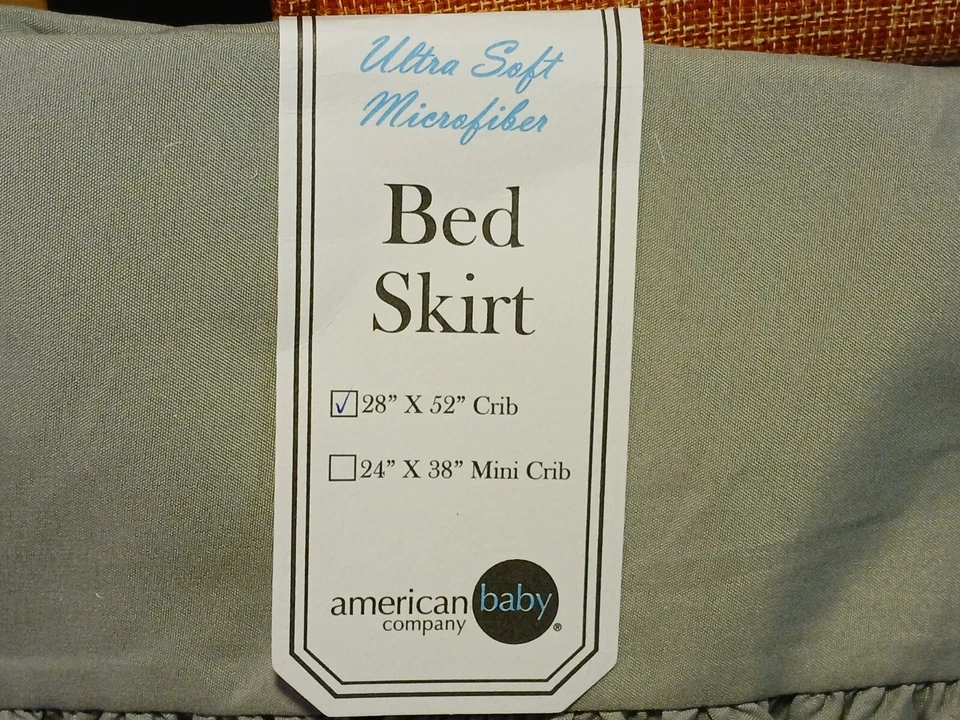 Ultra Soft
Microfiber
Bed
Skirt
28” X 52” Crib
24” X 38” Mini Crib
american baby
company ®